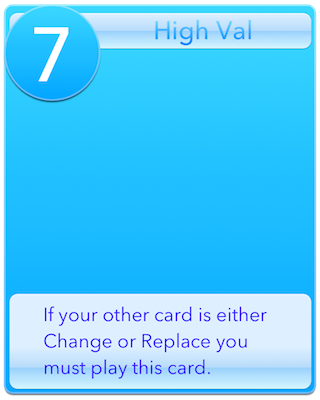 7
High Val
If your other card is either
Change or Replace you
must play this card.